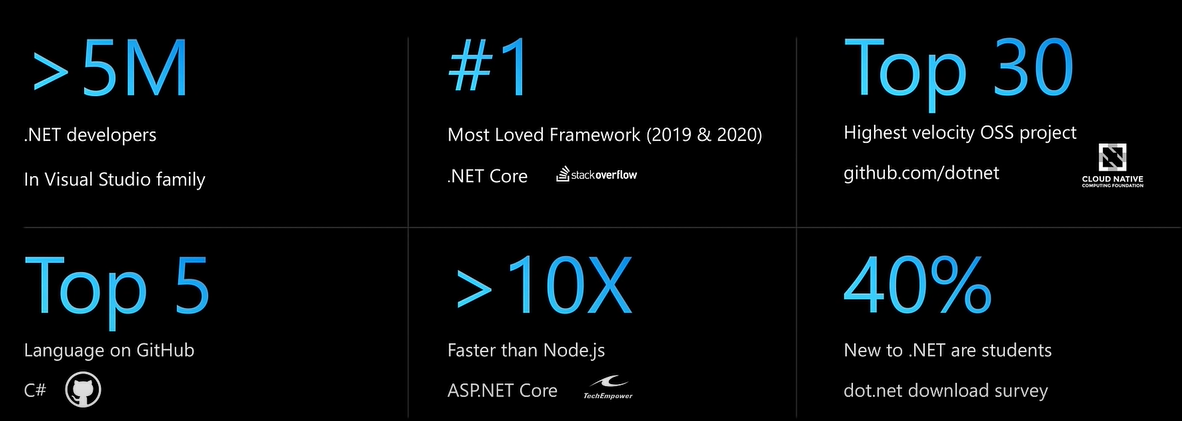 >5M
.NET developers
In Visual Studio family
#1
Most Loved Framework (2019 & 2020)
.NET Core
stackoverflow
Top 30
Highest velocity OSS project
github.com/dotnet
CLOUD NATIVE
COMPUTING FOUNDATION
Top 5
Language on GitHub
C#
>10X
Faster than Node.js
ASP.NET Core
TechEmpower
40%
New to .NET are students
dot.net download survey